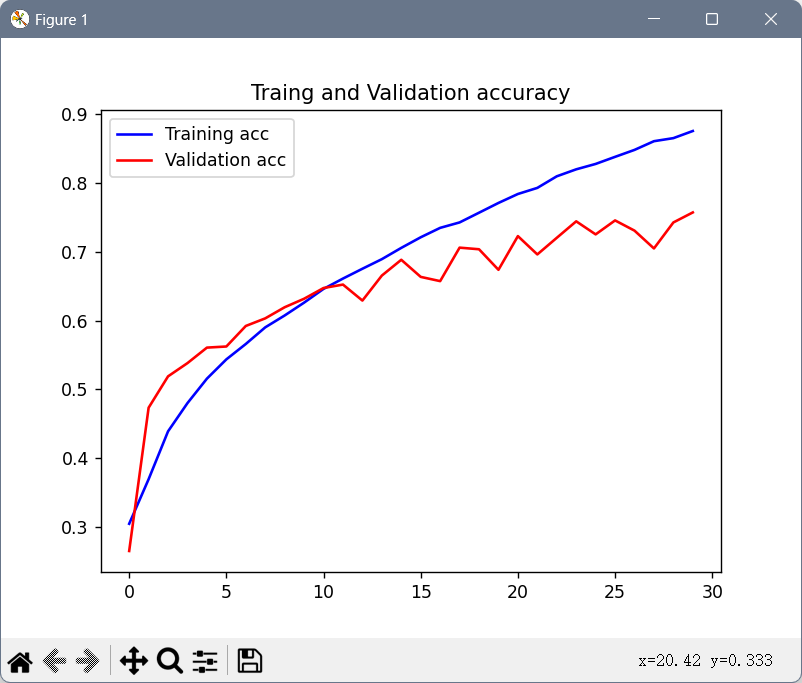 Figure 1
Traing and Validation accuracy
Training acc
Validation acc
0.9
0.8
0.7
0.6
0.5
0.4
0.3
0 5 10 15 20 25 30
x=20.42 y=0.333